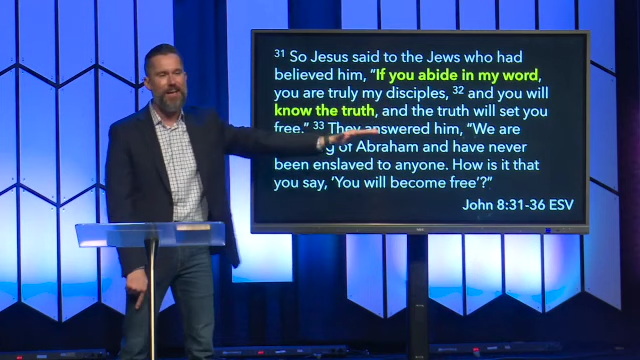 31 So Jesus said to the Jews who had
believed him, "If you abide in my word,
you are truly my disciples, 32 and you will
know the truth, and the truth will set you
free." 33 They answered him, "We are
of Abraham and have never
been enslaved to anyone. How is it that
you say, 'You will become free'?"
John 8:31-36 ESV